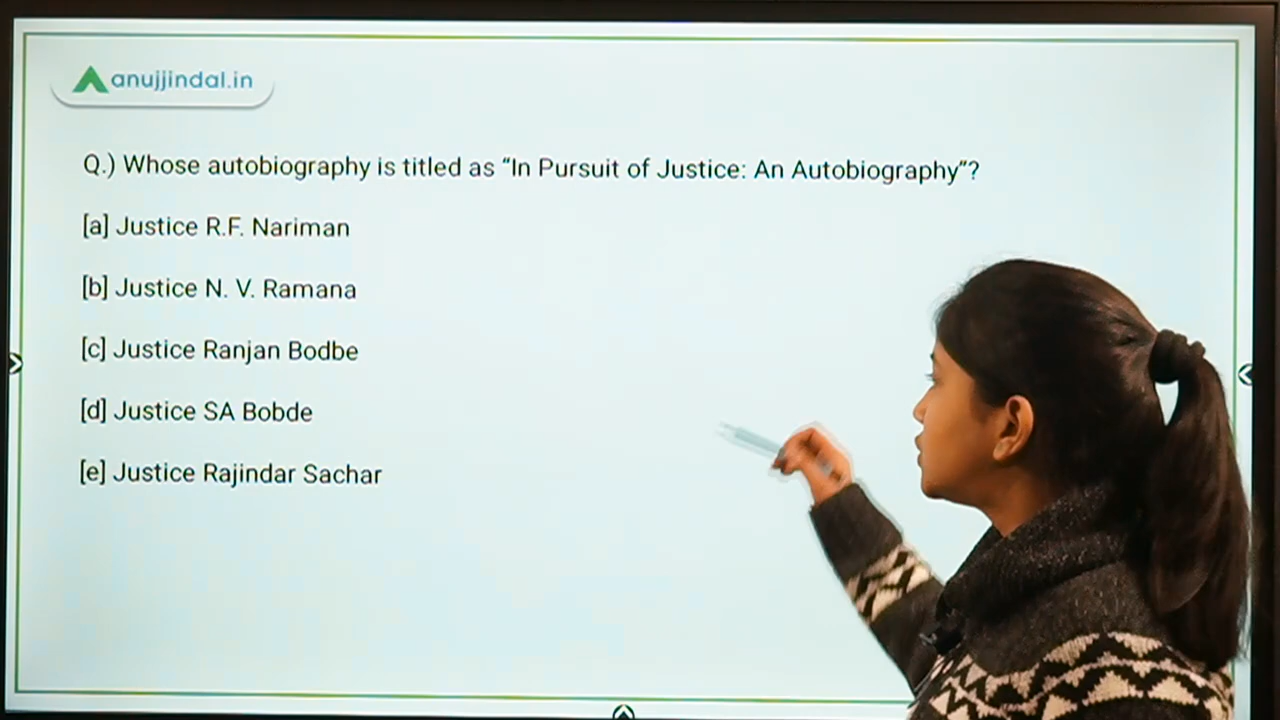 anujjindal.in
Q.) Whose autobiography is titled as “In Pursuit of Justice: An Autobiography”?
[a] Justice R.F. Nariman
[b] Justice N. V. Ramana
[c] Justice Ranjan Bodbe
[d] Justice SA Bobde
[e] Justice Rajindar Sachar